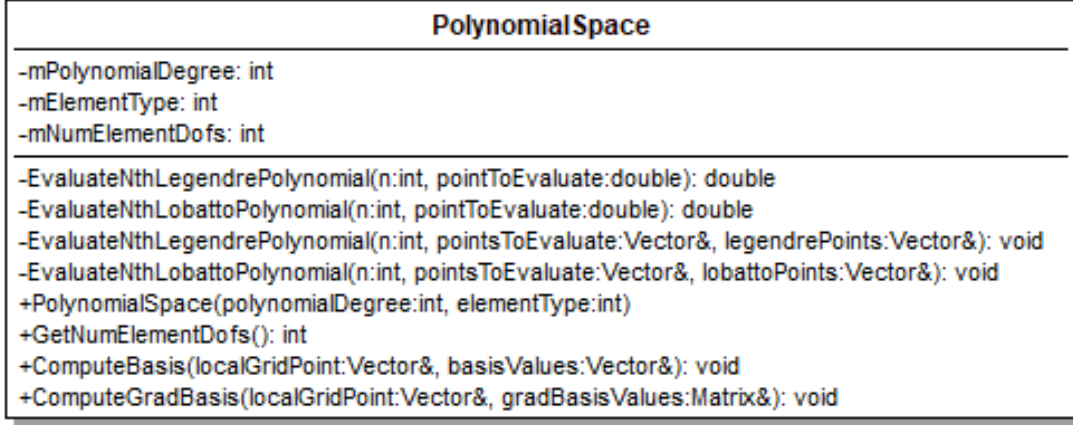 PolynomialSpace
-mPolynomialDegree: int
-mElementType: int
-mNumElementDofs: int
-EvaluateNthLegendrePolynomial(n:int, pointToEvaluate:double): double
-EvaluateNthLobattoPolynomial(n:int, pointToEvaluate:double): double
-EvaluateNthLegendrePolynomial(n:int, pointsToEvaluate:Vector&, legendrePoints:Vector&): void
-EvaluateNthLobattoPolynomial(n:int, pointsToEvaluate:Vector&, lobattoPoints:Vector&): void
+PolynomialSpace(polynomialDegree:int, elementType:int)
+GetNumElementDofs(): int
+ComputeBasis(localGridPoint:Vector&, basisValues:Vector&): void
+ComputeGradBasis(localGridPoint:Vector&, gradBasisValues:Matrix&): void